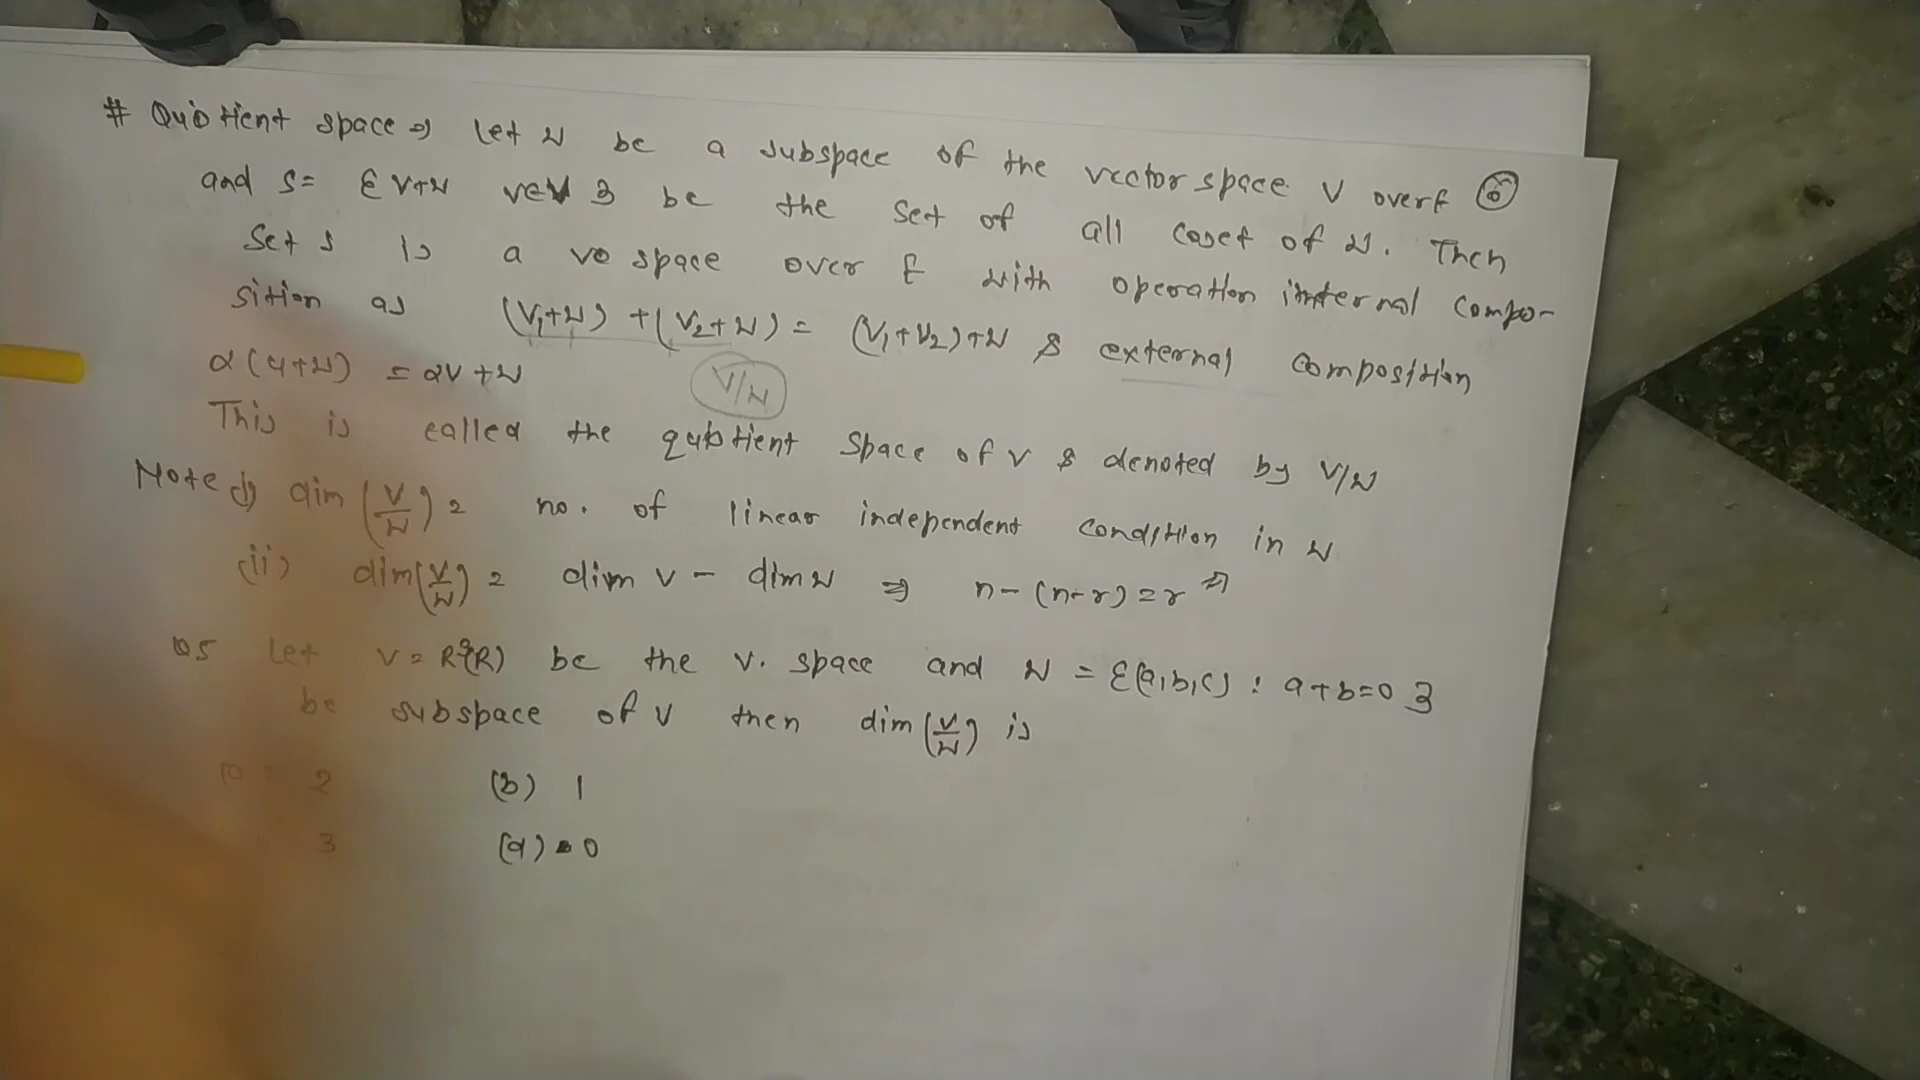 # Quotient space ⇒ Let W be a subspace of the vector space V over F
and S = {V+W v∈V } be the set of all coset of W. Then
Set S is a ve space over F with operation internal compo-
sition as (V₁+W) + (V₂+W) = (V₁+V₂)+W & external composition
α(V+W) = αV+W
V/W
This is called the quotient space of V & denoted by V/W
Note (i) dim (V/W) = no. of linear independent condition in W
(ii) dim(V/W) = dim V - dim W ⇒ n-(n-r)=r
Q5 Let V = R³(R) be the v. space and W = {(a,b,c) : a+b=0 }
be subspace of V then dim (V/W) is
2 (b) 1
3 (d) 0